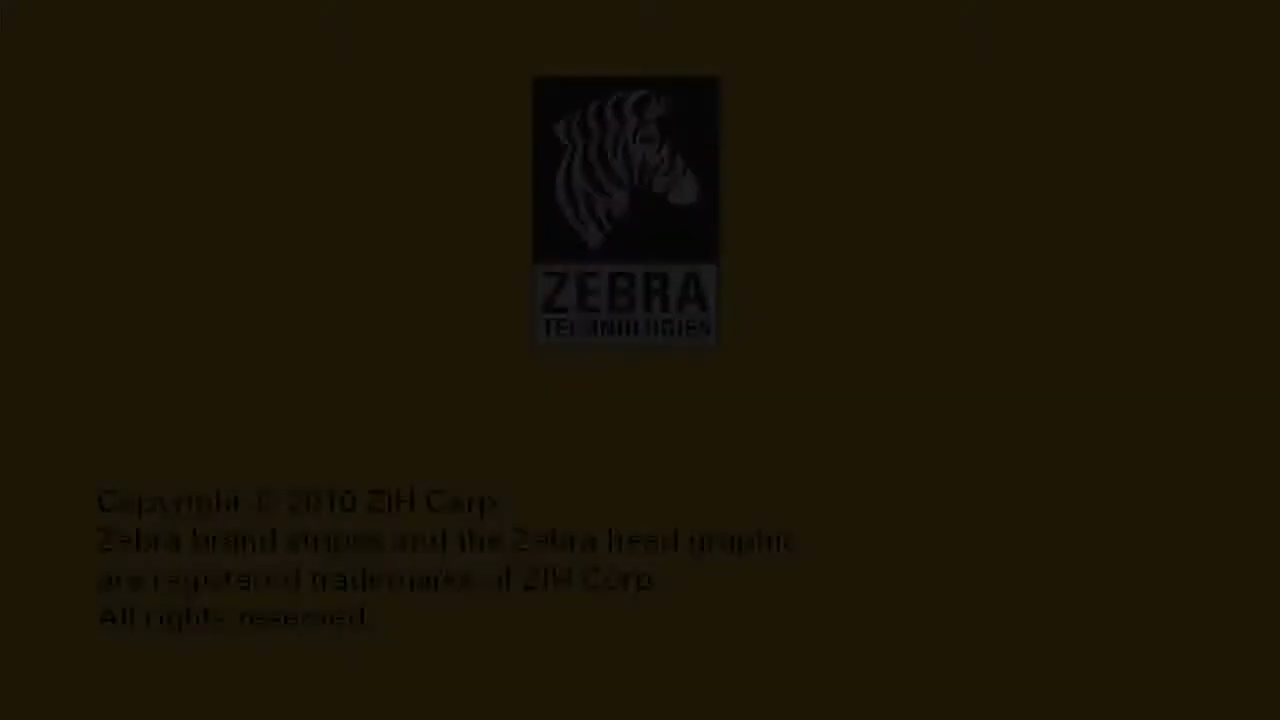 ZEBRA
TECHNOLOGIES
Copyright © 2010 ZIH Corp.
Zebra brand stripes and the Zebra head graphic
are registered trademarks of ZIH Corp.
All rights reserved.